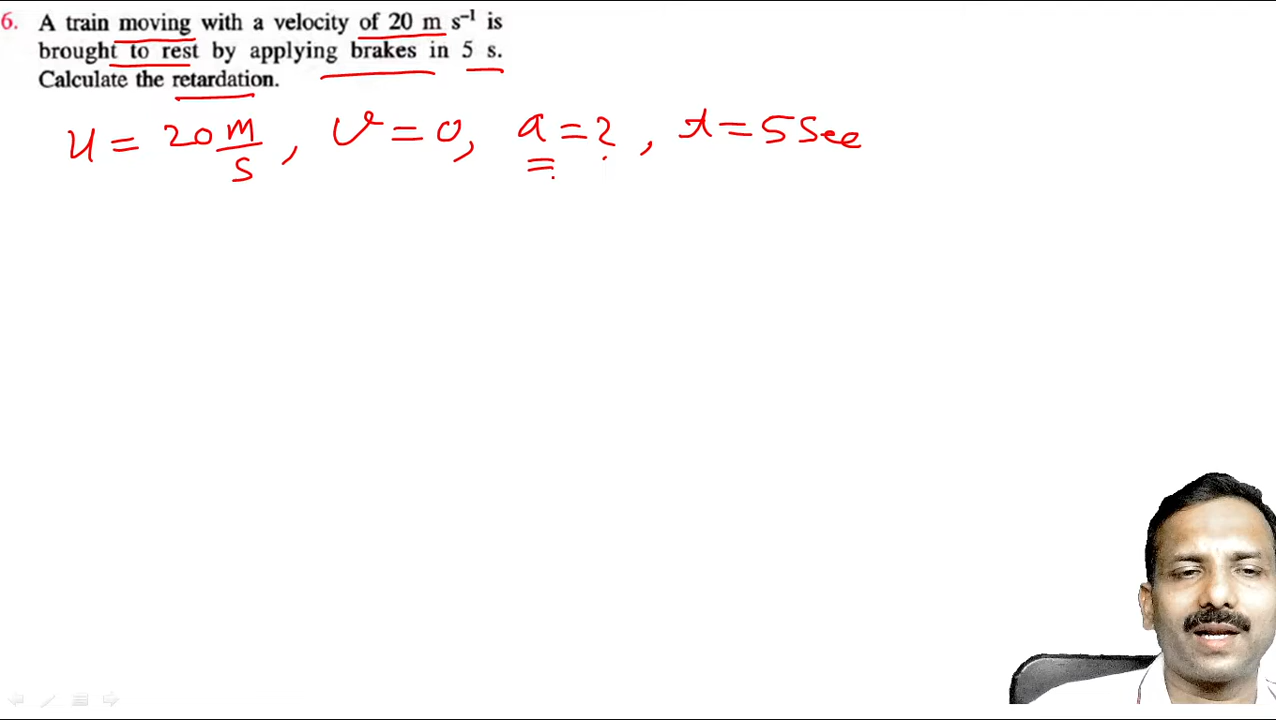 6. A train moving with a velocity of 20 m s⁻¹ is
brought to rest by applying brakes in 5 s.
Calculate the retardation.
u = 20 m/s, v = 0, a = ?, t = 5 Sec